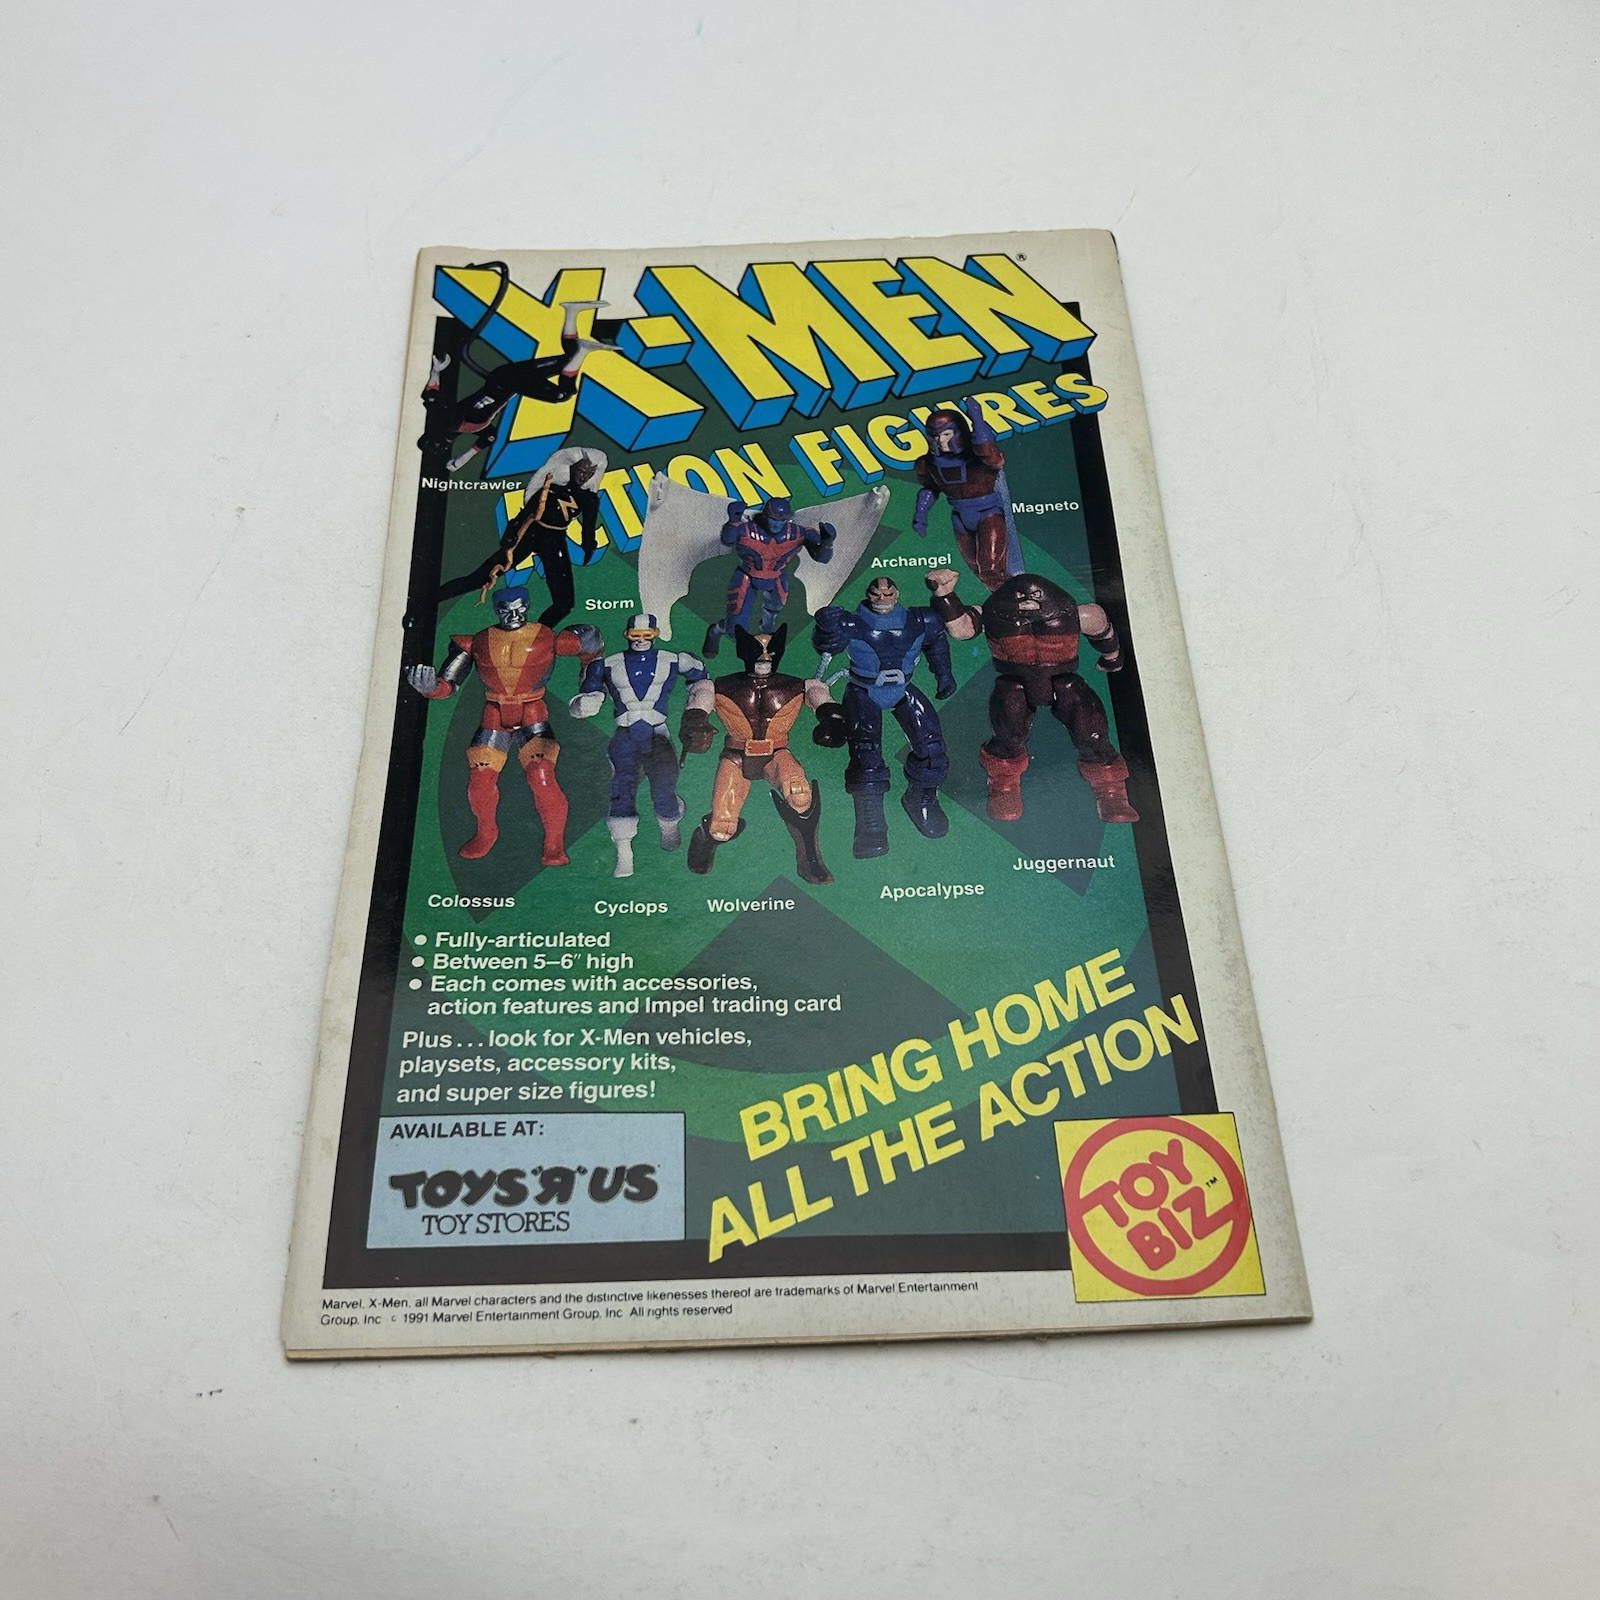 X-MEN®
ACTION FIGURES
Nightcrawler
Magneto
Archangel
Storm
Juggernaut
Apocalypse
Colossus
Cyclops
Wolverine
• Fully-articulated
• Between 5–6″ high
• Each comes with accessories,
action features and Impel trading card
Plus...look for X-Men vehicles,
playsets, accessory kits,
and super size figures!
BRING HOME
ALL THE ACTION
AVAILABLE AT:
TOYS"Я"US
TOY STORES
TOY
BIZ™
Marvel, X-Men, all Marvel characters and the distinctive likenesses thereof are trademarks of Marvel Entertainment
Group, Inc © 1991 Marvel Entertainment Group, Inc All rights reserved